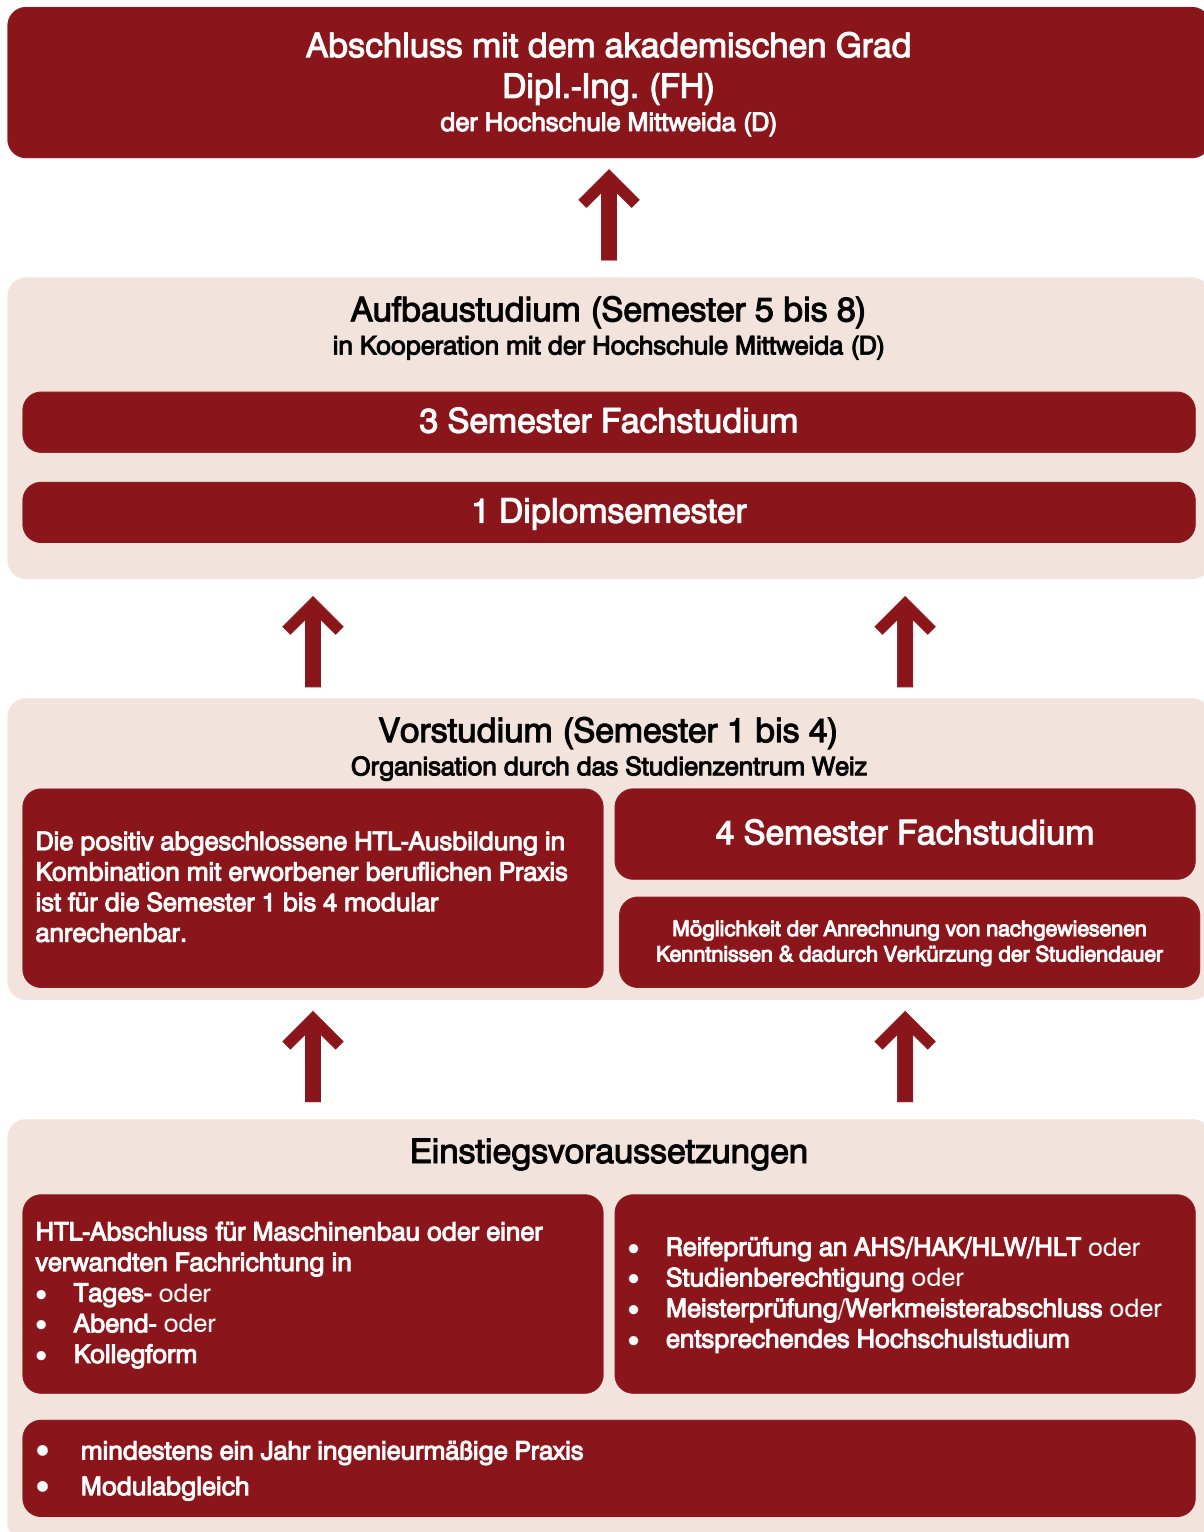 Abschluss mit dem akademischen Grad
Dipl.-Ing. (FH)
der Hochschule Mittweida (D)
Aufbaustudium (Semester 5 bis 8)
in Kooperation mit der Hochschule Mittweida (D)
3 Semester Fachstudium
1 Diplomsemester
Vorstudium (Semester 1 bis 4)
Organisation durch das Studienzentrum Weiz
Die positiv abgeschlossene HTL-Ausbildung in
Kombination mit erworbener beruflichen Praxis
ist für die Semester 1 bis 4 modular
anrechenbar.
4 Semester Fachstudium
Möglichkeit der Anrechnung von nachgewiesenen
Kenntnissen & dadurch Verkürzung der Studiendauer
Einstiegsvoraussetzungen
HTL-Abschluss für Maschinenbau oder einer
verwandten Fachrichtung in
• Tages- oder
• Abend- oder
• Kollegform
• Reifeprüfung an AHS/HAK/HLW/HLT oder
• Studienberechtigung oder
• Meisterprüfung/Werkmeisterabschluss oder
• entsprechendes Hochschulstudium
• mindestens ein Jahr ingenieurmäßige Praxis
• Modulabgleich